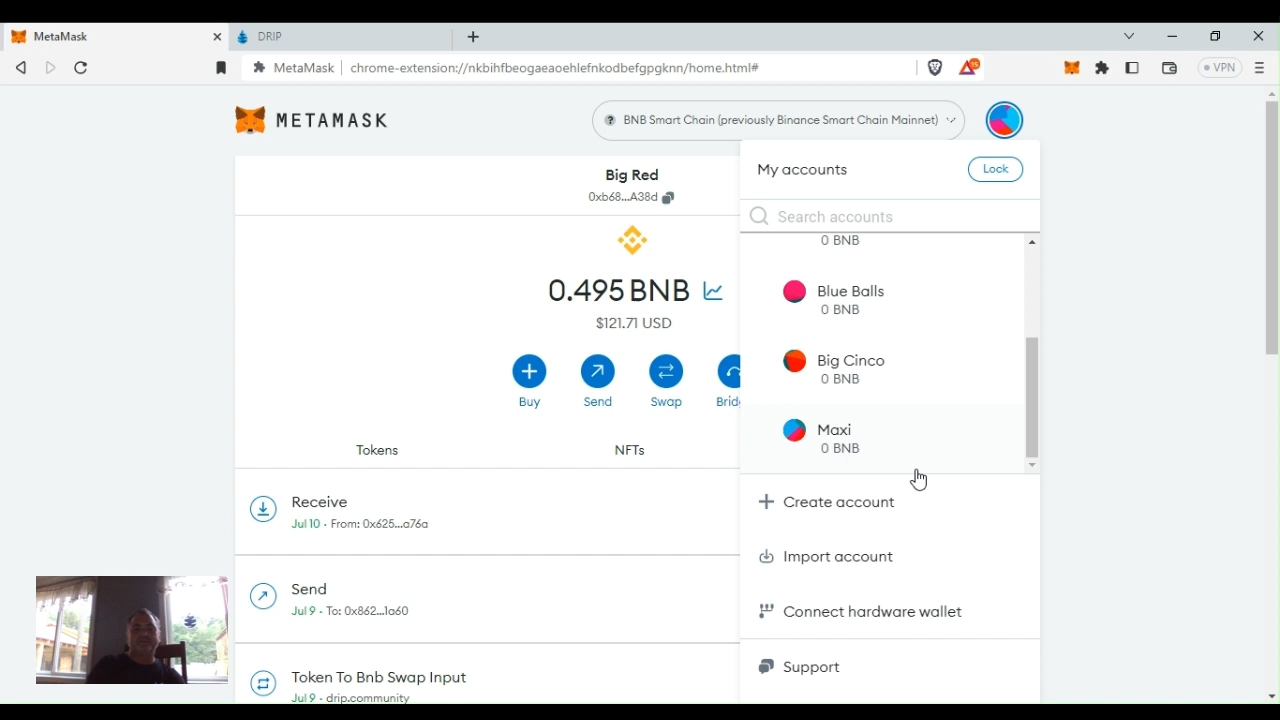 MetaMask
DRIP
MetaMask
chrome-extension://nkbihfbeogaeaoehlefnkodbefgpgknn/home.html#
15
VPN
METAMASK
BNB Smart Chain (previously Binance Smart Chain Mainnet)
Big Red
0xb68...A38d
My accounts
Lock
Search accounts
0 BNB
0.495 BNB
$121.71 USD
Blue Balls
0 BNB
Big Cinco
0 BNB
Maxi
0 BNB
Buy
Send
Swap
Bridg
Tokens
NFTs
Receive
Jul 10 · From: 0x625...a76a
Send
Jul 9 · To: 0x862...1a60
Token To Bnb Swap Input
Jul 9 · drip.community
Create account
Import account
Connect hardware wallet
Support